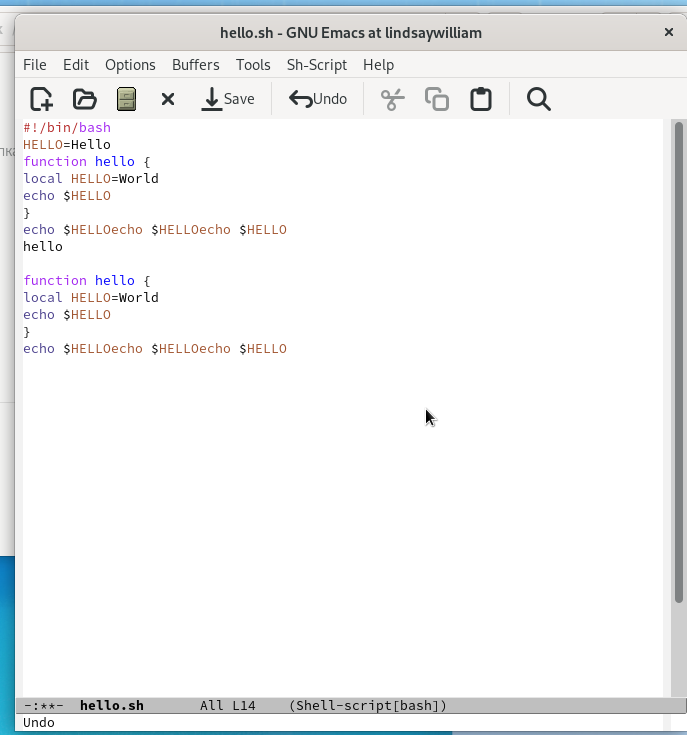 hello.sh - GNU Emacs at lindsaywilliam
File Edit Options Buffers Tools Sh-Script Help
Save Undo
#!/bin/bash
HELLO=Hello
function hello {
local HELLO=World
echo $HELLO
}
echo $HELLOecho $HELLOecho $HELLO
hello
function hello {
local HELLO=World
echo $HELLO
}
echo $HELLOecho $HELLOecho $HELLO
-:**- hello.sh All L14 (Shell-script[bash])
Undo